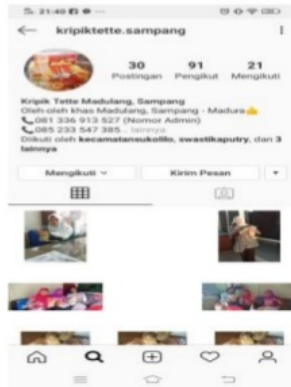 21:40
kripiktette.sampang
30 91 21
Postingan Pengikut Mengikuti
Kripik Tette Madulang, Sampang
Oleh-oleh khas Madulang, Sampang - Madura👍
📞081 336 913 527 (Nomor Admin)
📞085 233 547 385... lainnya
Diikuti oleh kecamatansukolilo, swastikaputry, dan 3
lainnya
Mengikuti Kirim Pesan